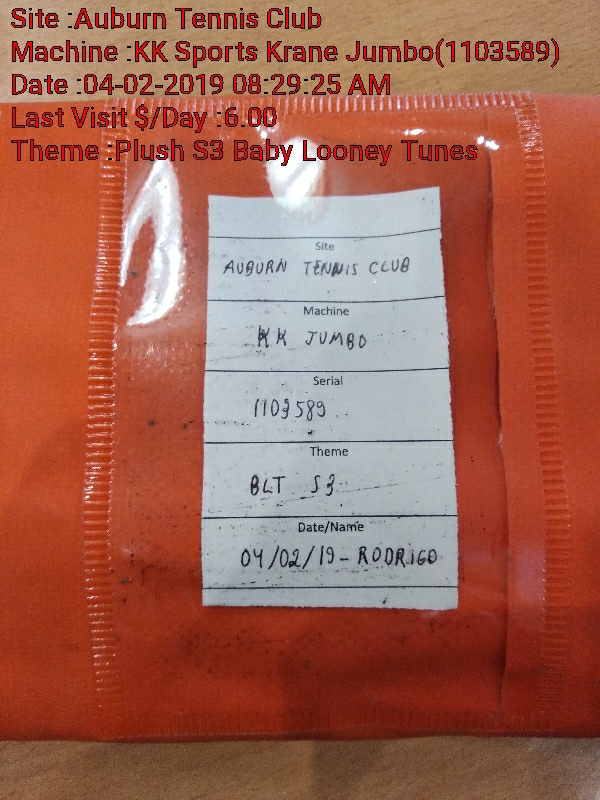 Site :Auburn Tennis Club
Machine :KK Sports Krane Jumbo(1103589)
Date :04-02-2019 08:29:25 AM
Last Visit $/Day :6.00
Theme :Plush S3 Baby Looney Tunes
Site
AUBURN TENNIS CLUB
Machine
KK JUMBO
Serial
1103589
Theme
BLT S3
Date/Name
04/02/19 - RODRIGO